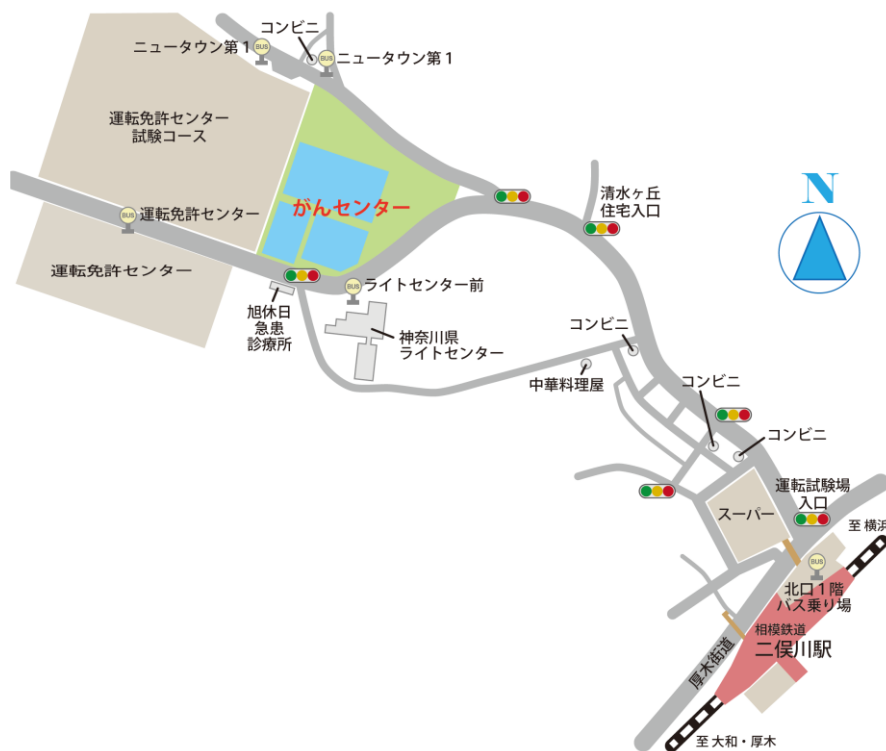 コンビニ
ニュータウン第1
BUS
BUS
ニュータウン第1
運転免許センター
試験コース
N
清水ヶ丘
住宅入口
がんセンター
BUS
運転免許センター
運転免許センター
BUS
ライトセンター前
旭休日
急患
診療所
神奈川県
ライトセンター
コンビニ
中華料理屋
コンビニ
コンビニ
運転試験場
入口
スーパー
至 横浜
BUS
北口1階
バス乗り場
相模鉄道
二俣川駅
厚木街道
至 大和・厚木